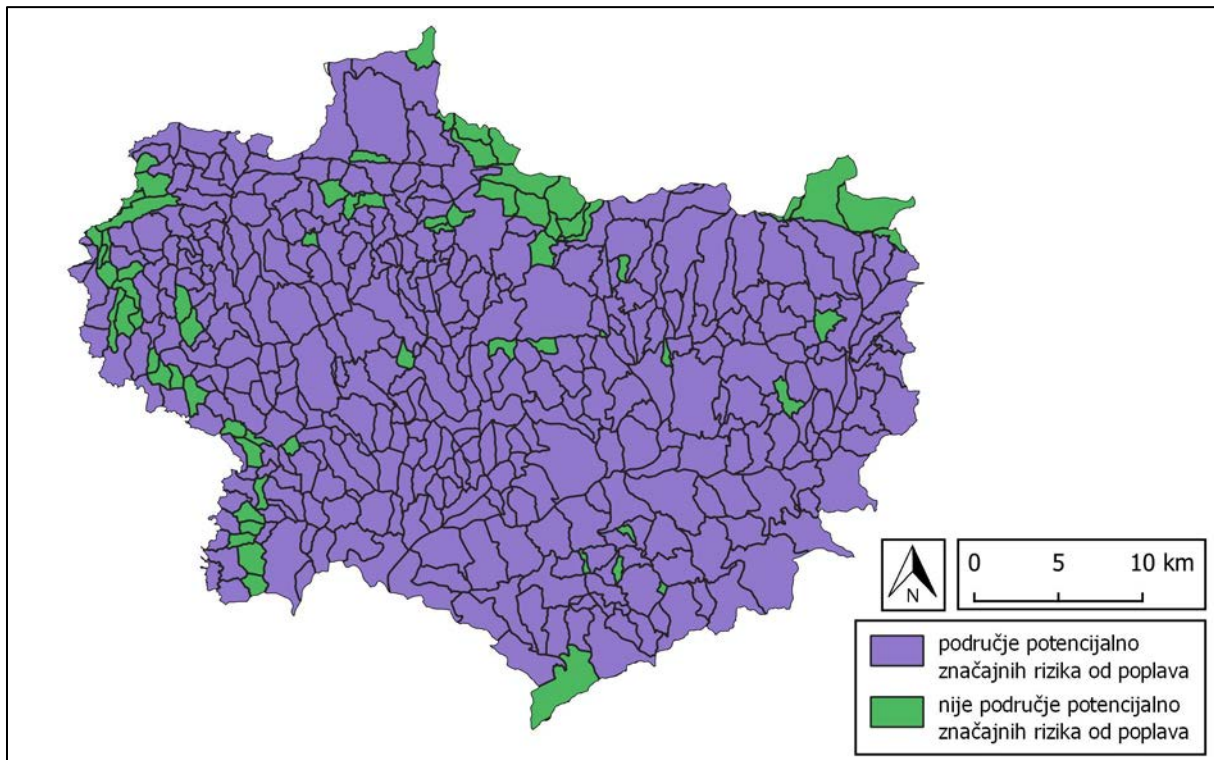 N
0 5 10 km
područje potencijalno
značajnih rizika od poplava
nije područje potencijalno
značajnih rizika od poplava